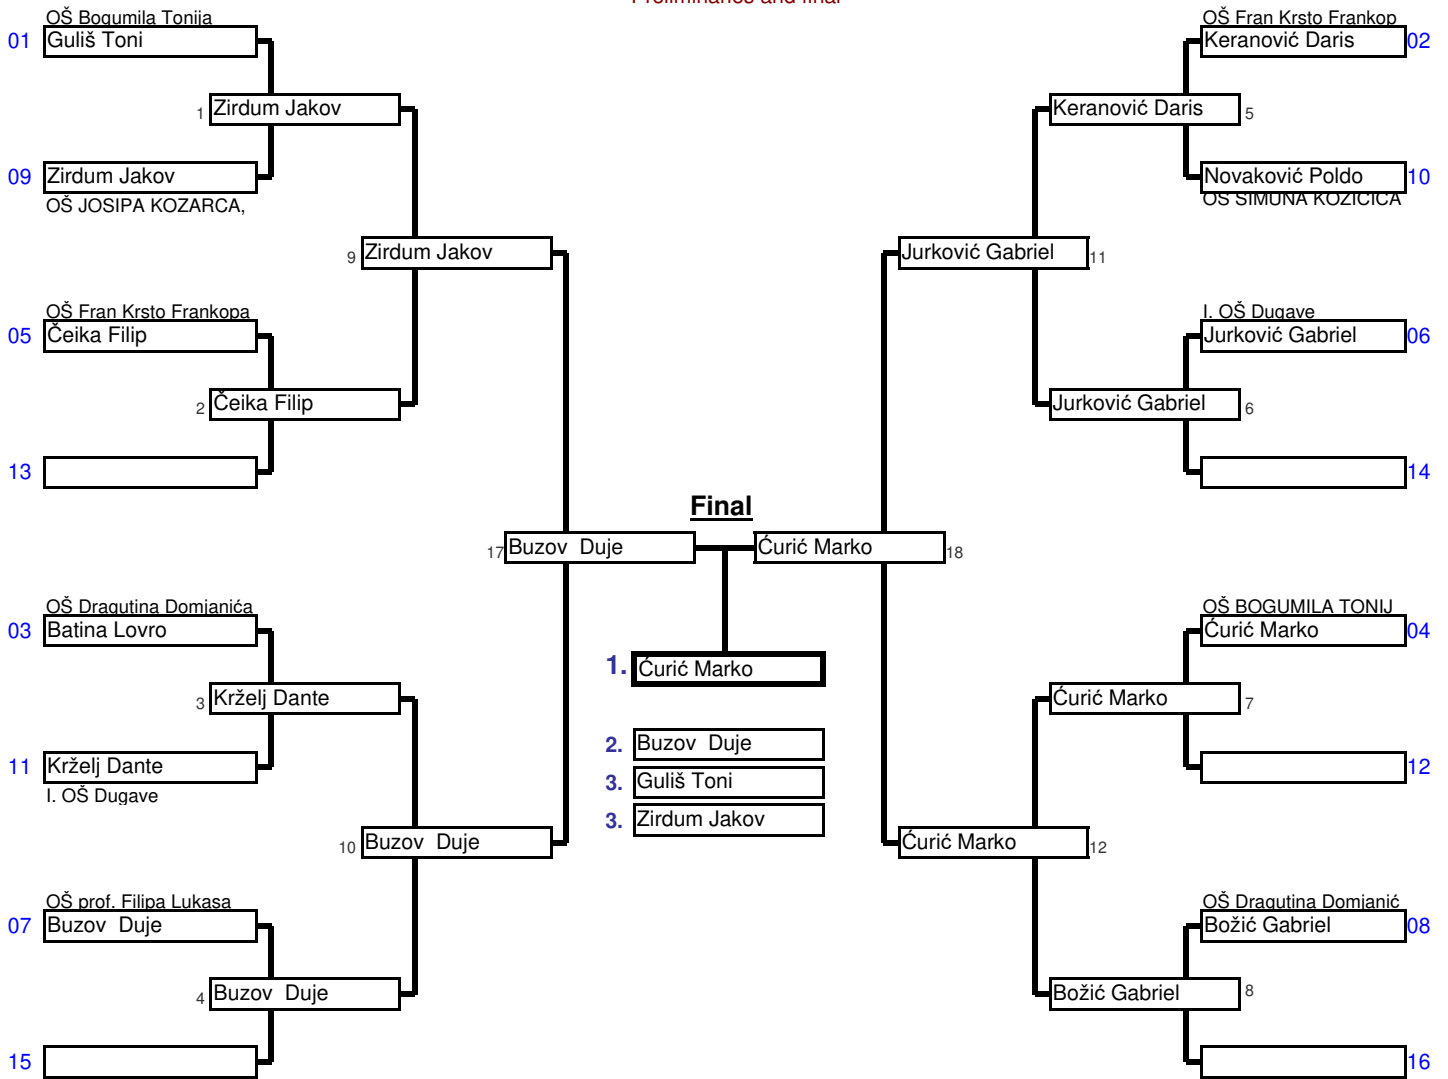 Preliminaries and final
OŠ Bogumila Tonija
01 Guliš Toni
1 Zirdum Jakov
09 Zirdum Jakov
OŠ JOSIPA KOZARCA,
9 Zirdum Jakov
OŠ Fran Krsto Frankopa
05 Čeika Filip
2 Čeika Filip
13
17 Buzov Duje
OŠ Dragutina Domjanića
03 Batina Lovro
3 Krželj Dante
11 Krželj Dante
I. OŠ Dugave
10 Buzov Duje
OŠ prof. Filipa Lukasa
07 Buzov Duje
4 Buzov Duje
15
Final
1. Ćurić Marko
2. Buzov Duje
3. Guliš Toni
3. Zirdum Jakov
OŠ Fran Krsto Frankop
Keranović Daris 02
Keranović Daris 5
Novaković Poldo 10
OŠ ŠIMUNA KOŽIČIĆA
Jurković Gabriel 11
I. OŠ Dugave
Jurković Gabriel 06
Jurković Gabriel 6
14
Ćurić Marko 18
OŠ BOGUMILA TONIJ
Ćurić Marko 04
Ćurić Marko 7
12
Ćurić Marko 12
OŠ Dragutina Domjanić
Božić Gabriel 08
Božić Gabriel 8
16